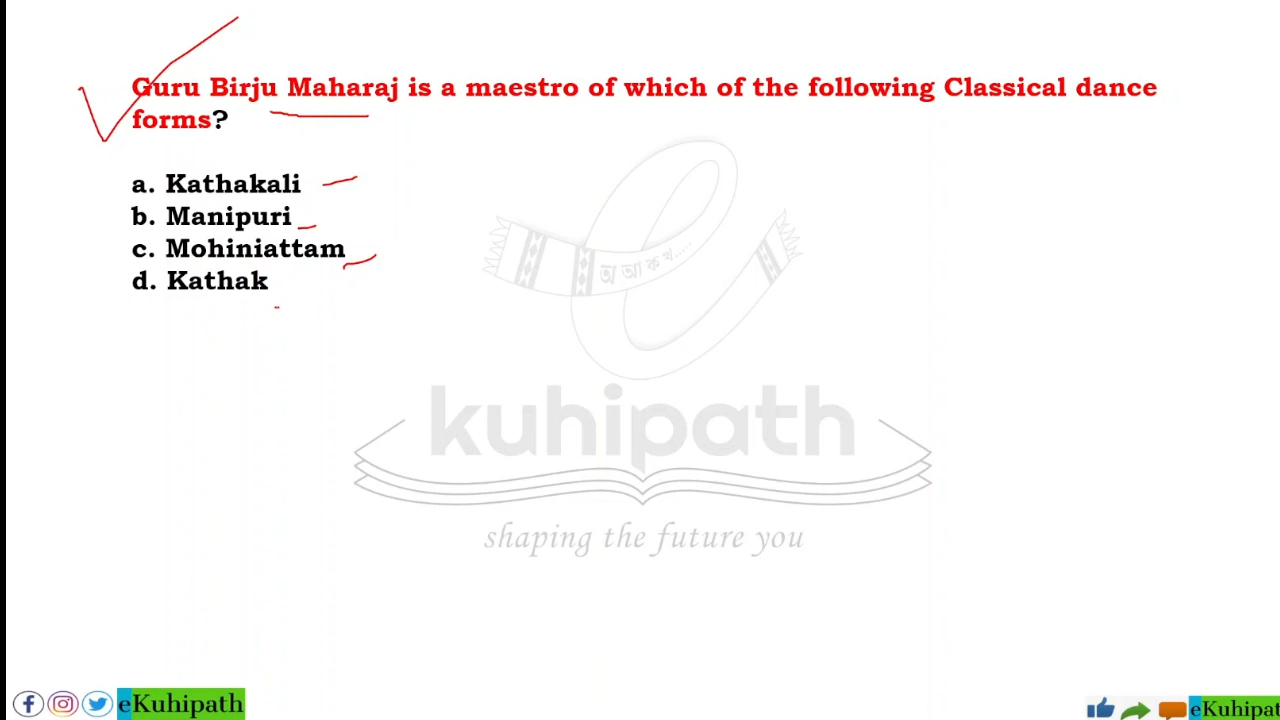 Guru Birju Maharaj is a maestro of which of the following Classical dance
forms?
a. Kathakali
b. Manipuri
c. Mohiniattam
d. Kathak
অ আ ক খ.....
kuhipath
shaping the future you
eKuhipath
eKuhipat